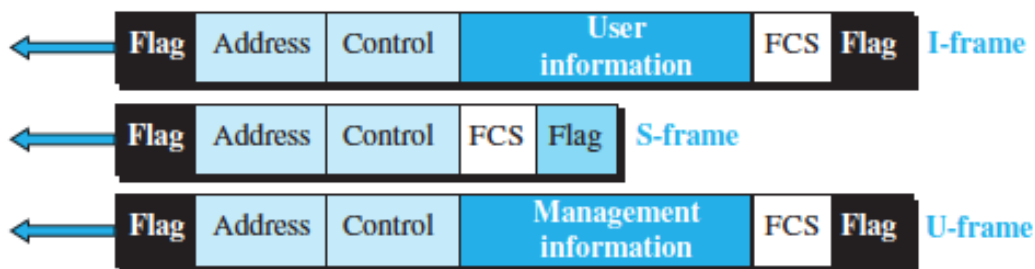 Flag Address Control User information FCS Flag I-frame
Flag Address Control FCS Flag S-frame
Flag Address Control Management information FCS Flag U-frame